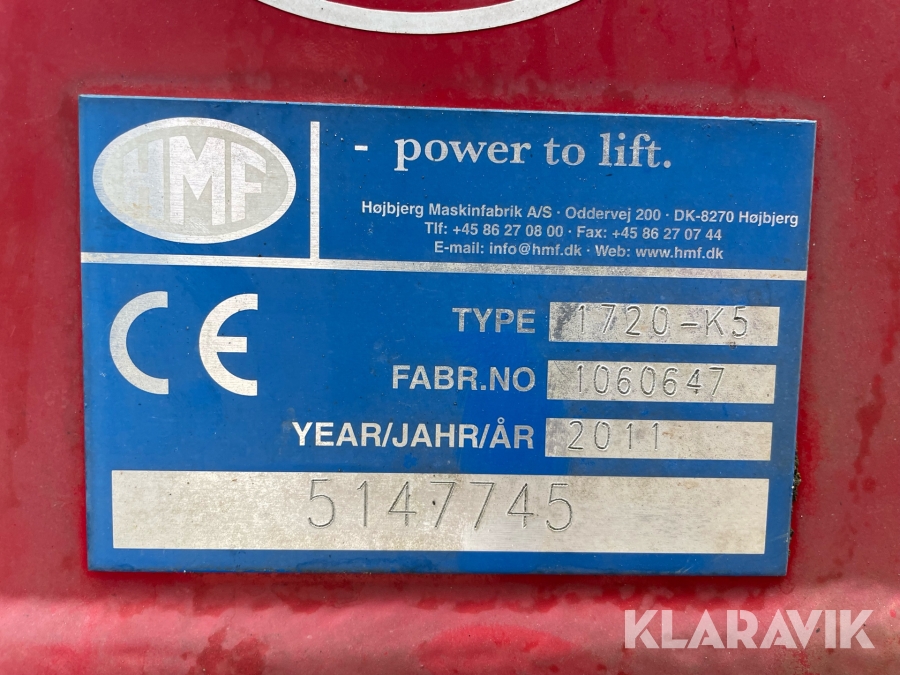 HMF
- power to lift.
Højbjerg Maskinfabrik A/S · Oddervej 200 · DK-8270 Højbjerg
Tlf: +45 86 27 08 00 · Fax: +45 86 27 07 44
E-mail: info@hmf.dk · Web: www.hmf.dk
CE
TYPE 1720-K5
FABR.NO 1060647
YEAR/JAHR/ÅR 2011
5147745
KLARAVIK